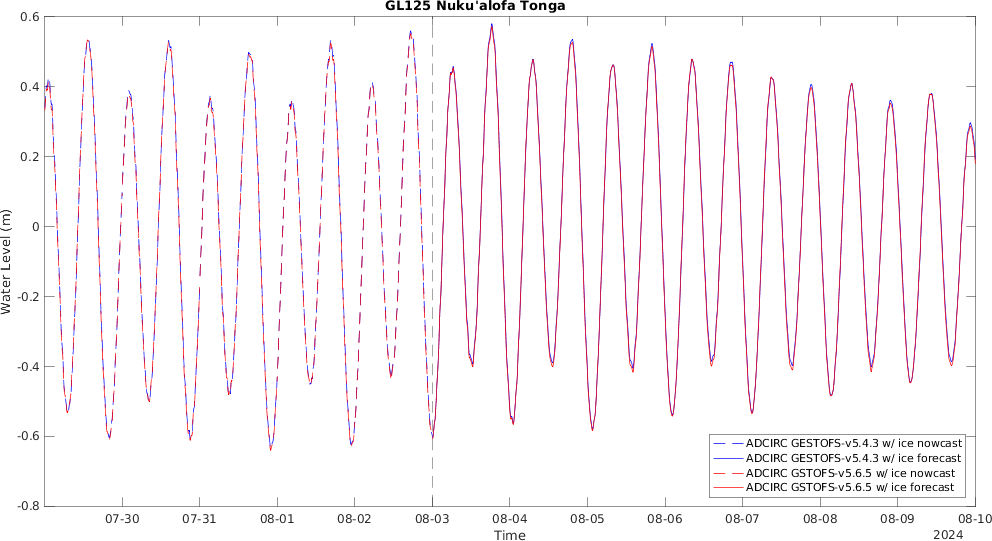 GL125 Nuku'alofa Tonga
Water Level (m)
0.6
0.4
0.2
0
-0.2
-0.4
-0.6
-0.8
ADCIRC GESTOFS-v5.4.3 w/ ice nowcast
ADCIRC GESTOFS-v5.4.3 w/ ice forecast
ADCIRC GSTOFS-v5.6.5 w/ ice nowcast
ADCIRC GSTOFS-v5.6.5 w/ ice forecast
07-30 07-31 08-01 08-02 08-03 08-04 08-05 08-06 08-07 08-08 08-09 08-10
Time
2024